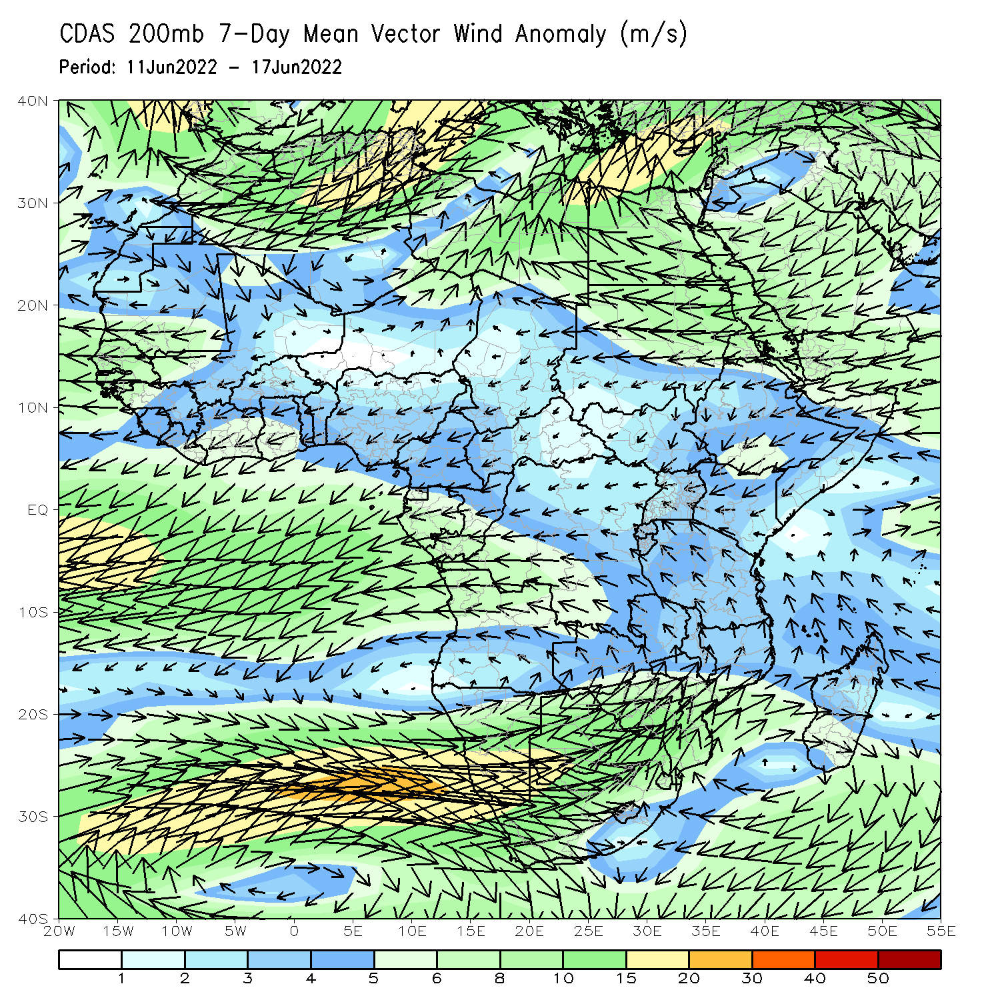 CDAS 200mb 7-Day Mean Vector Wind Anomaly (m/s)
Period: 11Jun2022 - 17Jun2022
40N
30N
20N
10N
EQ
10S
20S
30S
40S
20W 15W 10W 5W 0 5E 10E 15E 20E 25E 30E 35E 40E 45E 50E 55E
1 2 3 4 5 6 8 10 15 20 30 40 50